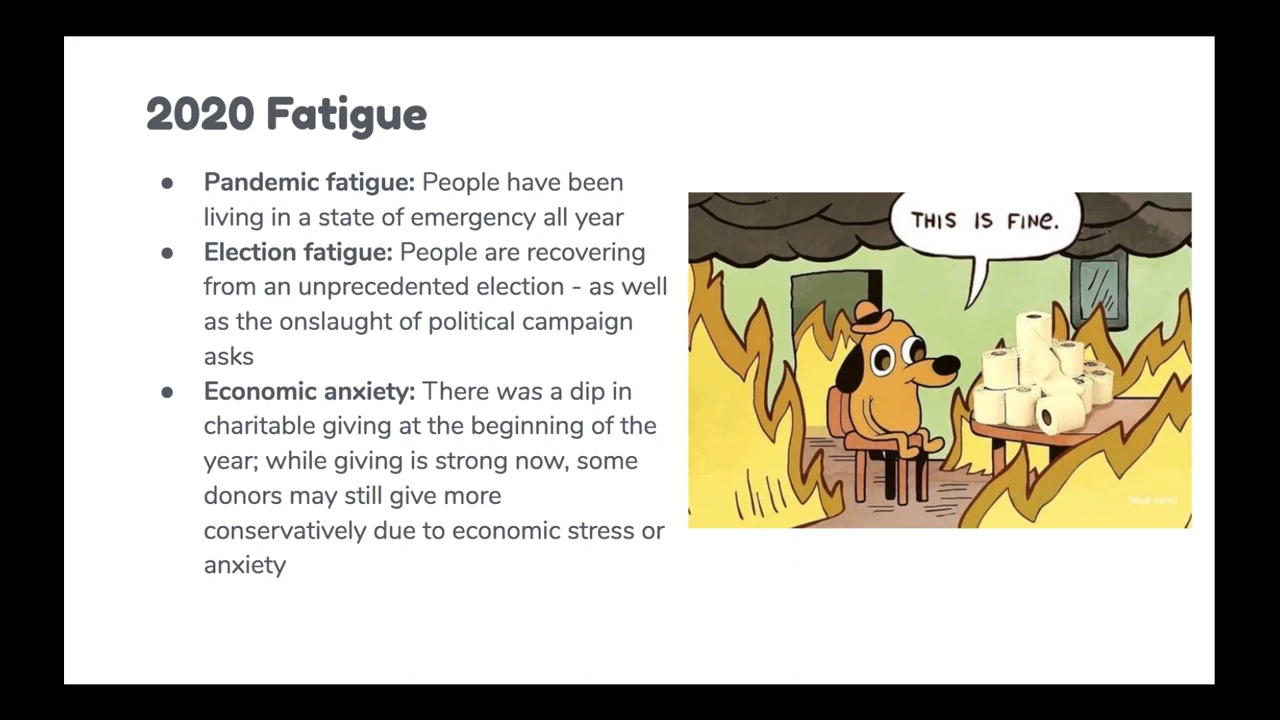 2020 Fatigue
● Pandemic fatigue: People have been
living in a state of emergency all year
● Election fatigue: People are recovering
from an unprecedented election - as well
as the onslaught of political campaign
asks
● Economic anxiety: There was a dip in
charitable giving at the beginning of the
year; while giving is strong now, some
donors may still give more
conservatively due to economic stress or
anxiety
THIS IS FINE.
[adult swim]